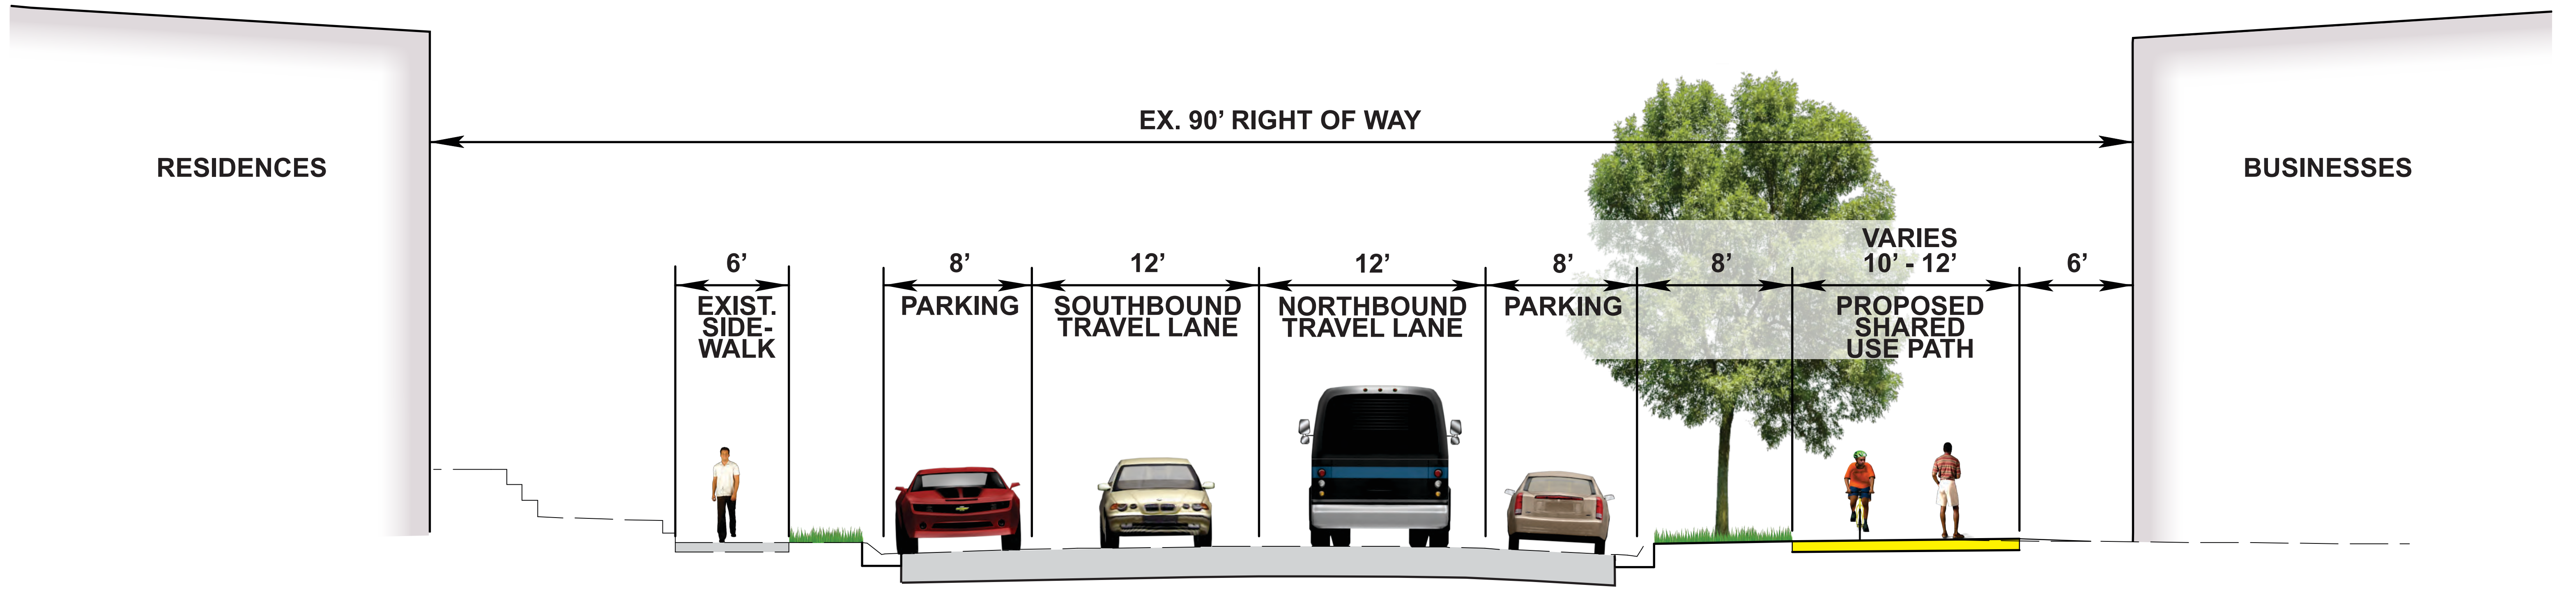 EX. 90’ RIGHT OF WAY
RESIDENCES
BUSINESSES
6’
EXIST.
SIDE-
WALK
8’
PARKING
12’
SOUTHBOUND
TRAVEL LANE
12’
NORTHBOUND
TRAVEL LANE
8’
PARKING
8’
VARIES
10’ - 12’
PROPOSED
SHARED
USE PATH
6’